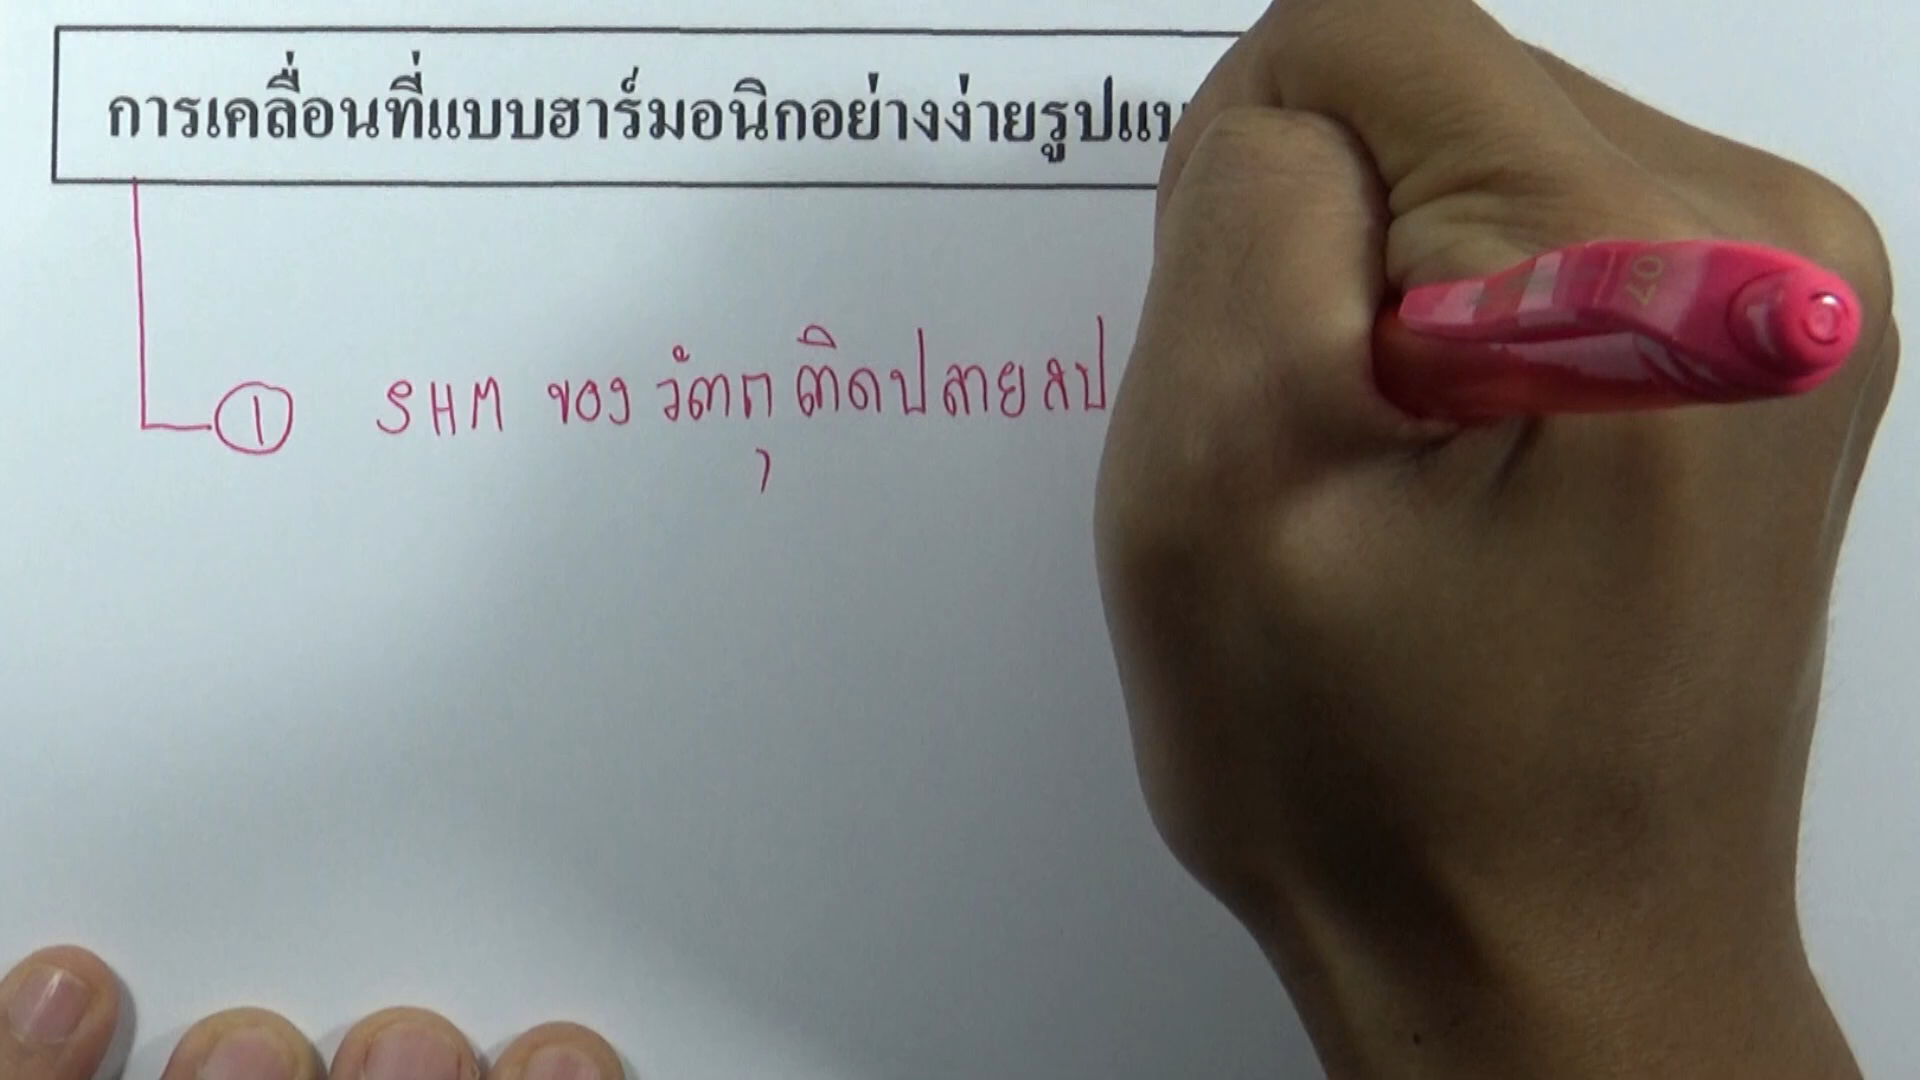 การเคลื่อนที่แบบฮาร์มอนิกอย่างง่ายรูปแบ
① SHM ของ วัตถุ ติดปลายสป
07